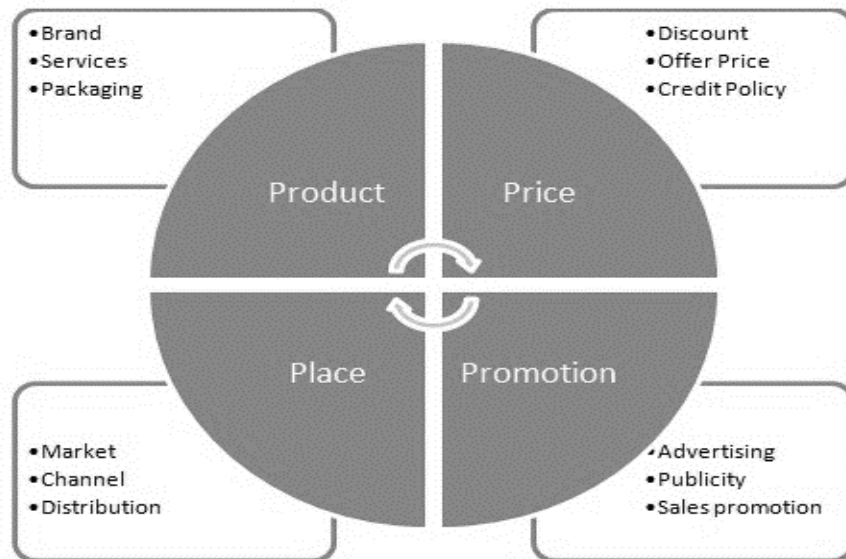 •Brand
•Services
•Packaging
•Discount
•Offer Price
•Credit Policy
Product
Price
Place
Promotion
•Market
•Channel
•Distribution
•Advertising
•Publicity
•Sales promotion